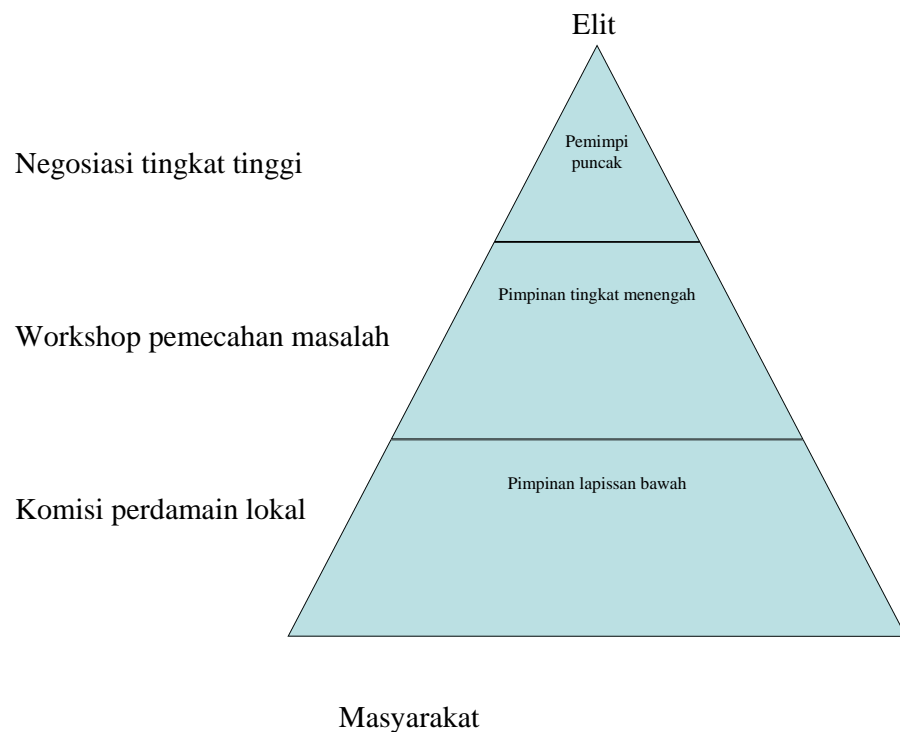 Elit
Pemimpi
puncak
Negosiasi tingkat tinggi
Pimpinan tingkat menengah
Workshop pemecahan masalah
Pimpinan lapissan bawah
Komisi perdamain lokal
Masyarakat